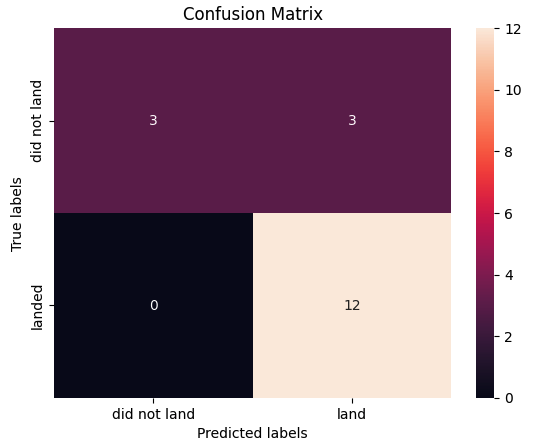 Confusion Matrix
True labels
did not land
landed
3
3
0
12
did not land
land
Predicted labels
12
10
8
6
4
2
0